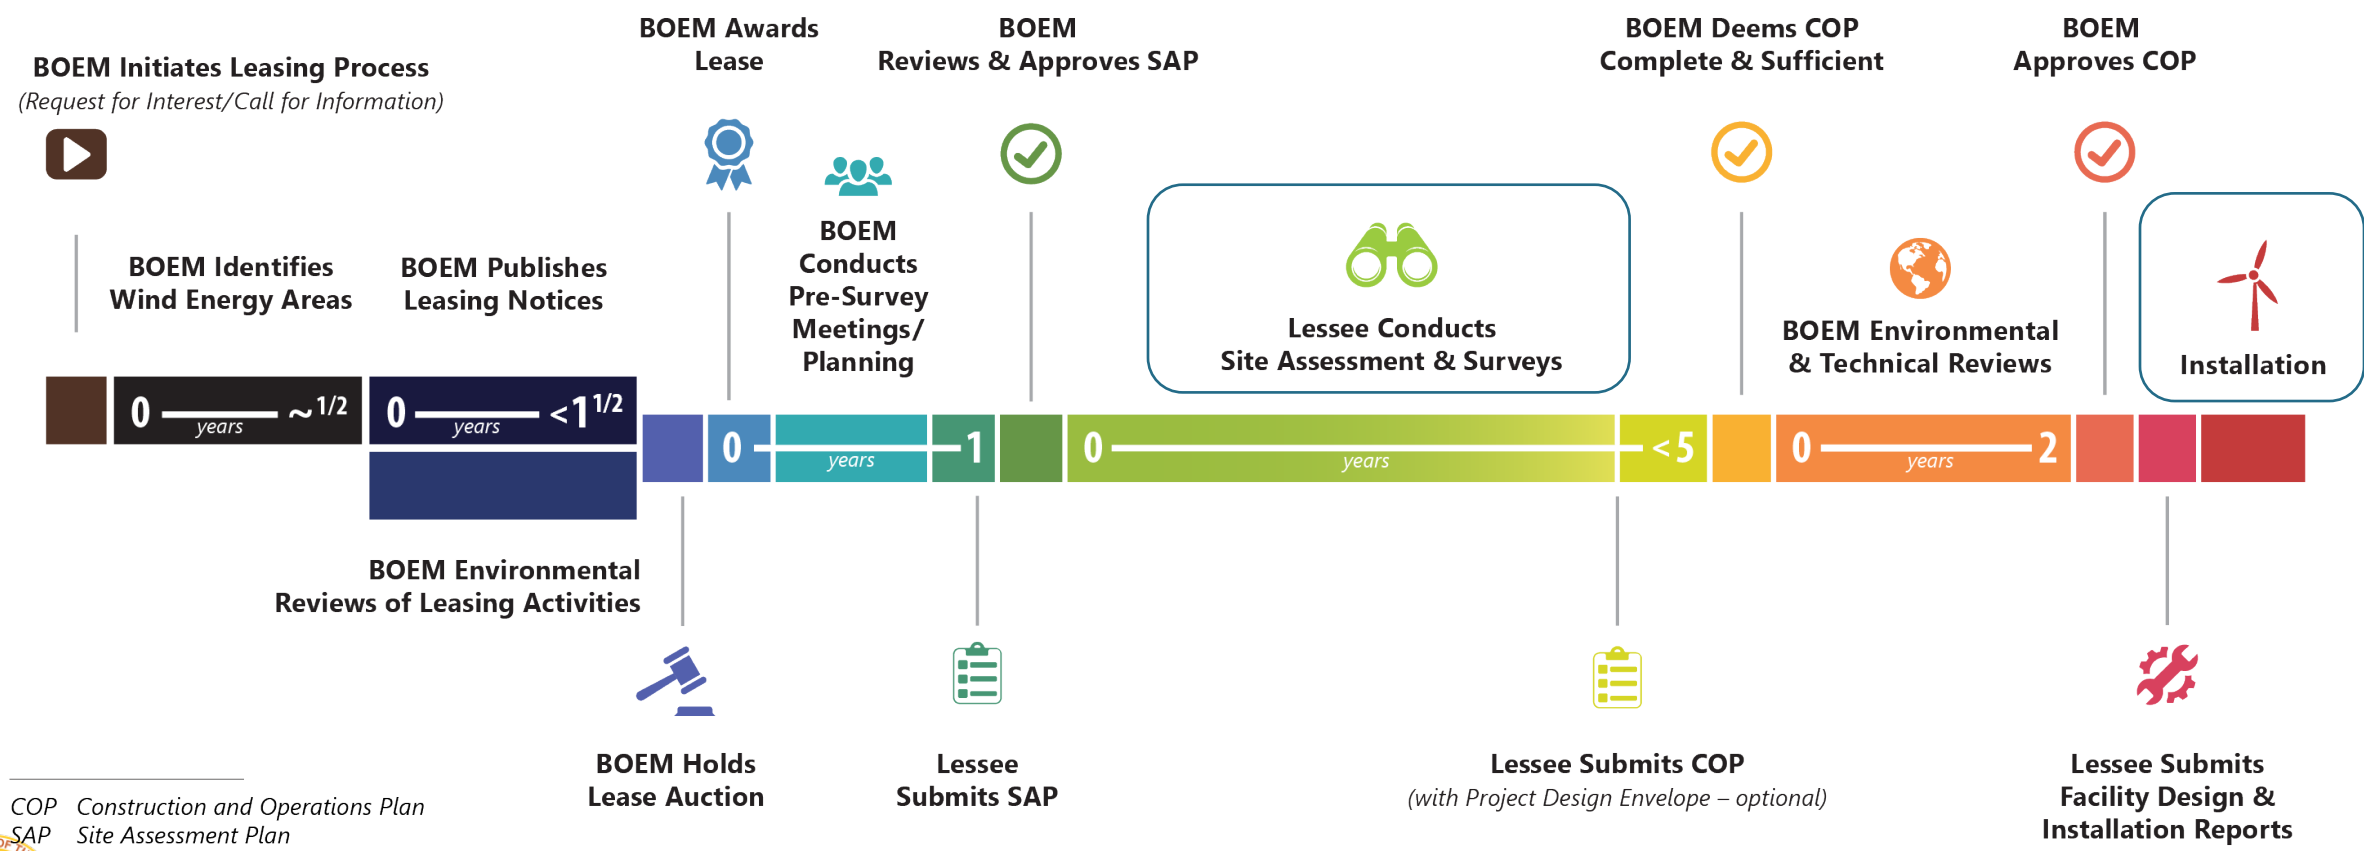 BOEM Initiates Leasing Process
(Request for Interest/Call for Information)
BOEM Identifies
Wind Energy Areas
BOEM Publishes
Leasing Notices
BOEM Awards
Lease
BOEM
Conducts
Pre-Survey
Meetings/
Planning
BOEM
Reviews & Approves SAP
Lessee Conducts
Site Assessment & Surveys
BOEM Deems COP
Complete & Sufficient
BOEM Environmental
& Technical Reviews
BOEM
Approves COP
Installation
0 years ~1/2
0 years <1 1/2
0 years 1
0 years <5
0 years 2
BOEM Environmental
Reviews of Leasing Activities
BOEM Holds
Lease Auction
Lessee
Submits SAP
Lessee Submits COP
(with Project Design Envelope – optional)
Lessee Submits
Facility Design &
Installation Reports
COP Construction and Operations Plan
SAP Site Assessment Plan